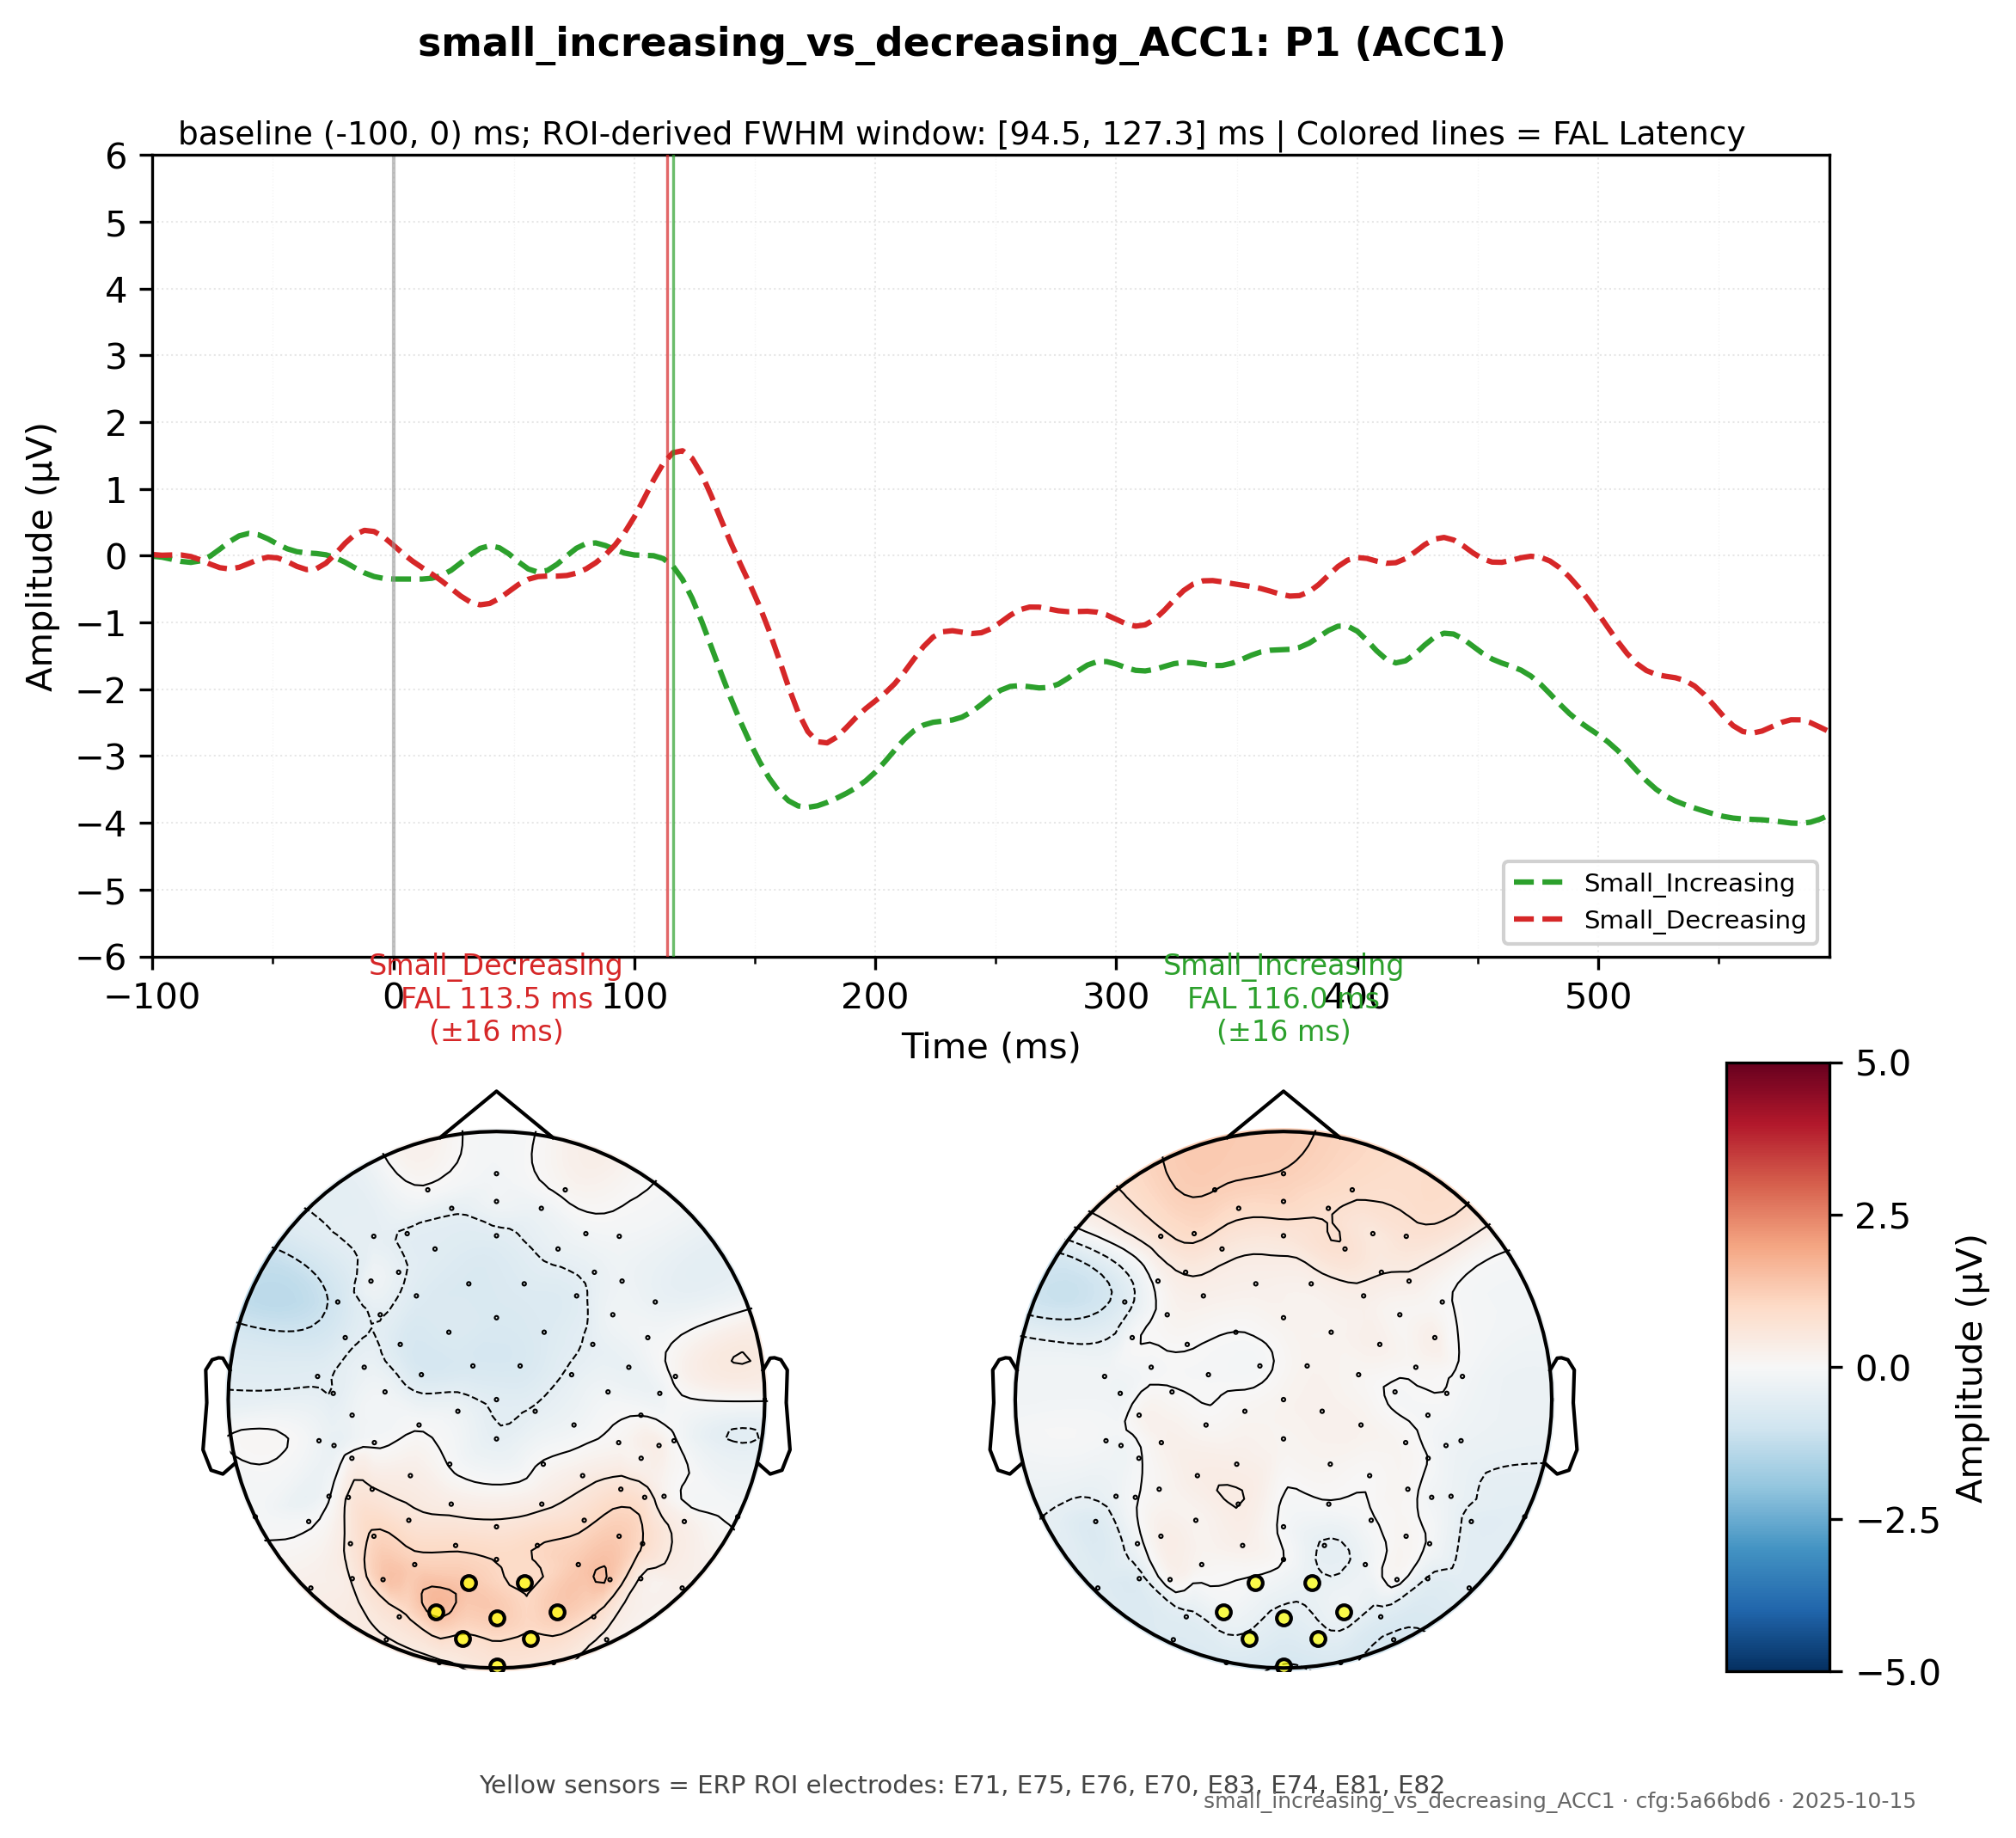 small_increasing_vs_decreasing_ACC1: P1 (ACC1)
baseline (-100, 0) ms; ROI-derived FWHM window: [94.5, 127.3] ms | Colored lines = FAL Latency
6
5
4
3
2
1
0
−1
−2
−3
−4
−5
−6
Amplitude (µV)
Small_Increasing
Small_Decreasing
−100
0
100
200
300
400
500
Time (ms)
Small_Decreasing
FAL 113.5 ms
(±16 ms)
Small_Increasing
FAL 116.0 ms
(±16 ms)
5.0
2.5
0.0
−2.5
−5.0
Amplitude (µV)
Yellow sensors = ERP ROI electrodes: E71, E75, E76, E70, E83, E74, E81, E82
small_increasing_vs_decreasing_ACC1 · cfg:5a66bd6 · 2025-10-15